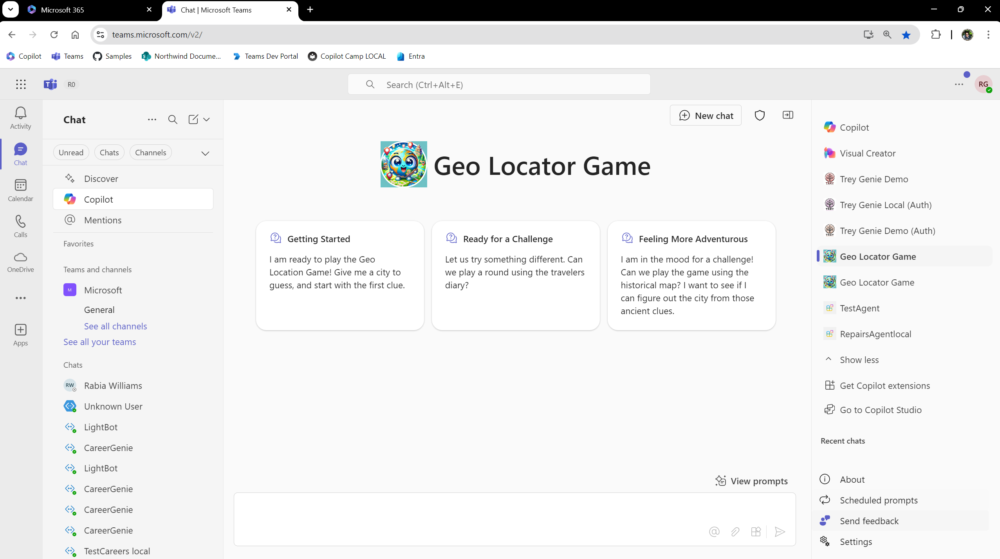 Microsoft 365
Chat | Microsoft Teams
teams.microsoft.com/v2/
Copilot
Teams
Samples
Northwind Docume...
Teams Dev Portal
Copilot Camp LOCAL
Entra
R0
Search (Ctrl+Alt+E)
RG
Activity
Chat
Calendar
Calls
OneDrive
Apps
Chat
Unread
Chats
Channels
Discover
Copilot
Mentions
Favorites
Teams and channels
M
Microsoft
General
See all channels
See all your teams
Chats
RW
Rabia Williams
Unknown User
LightBot
CareerGenie
LightBot
CareerGenie
CareerGenie
CareerGenie
TestCareers local
New chat
Geo Locator Game
Getting Started
I am ready to play the Geo
Location Game! Give me a city to
guess, and start with the first clue.
Ready for a Challenge
Let us try something different. Can
we play a round using the travelers
diary?
Feeling More Adventurous
I am in the mood for a challenge!
Can we play the game using the
historical map? I want to see if I
can figure out the city from those
ancient clues.
View prompts
Copilot
Visual Creator
TREY
Trey Genie Demo
TREY
Trey Genie Local (Auth)
TREY
Trey Genie Demo (Auth)
Geo Locator Game
Geo Locator Game
TestAgent
RepairsAgentlocal
Show less
Get Copilot extensions
Go to Copilot Studio
Recent chats
About
Scheduled prompts
Send feedback
Settings